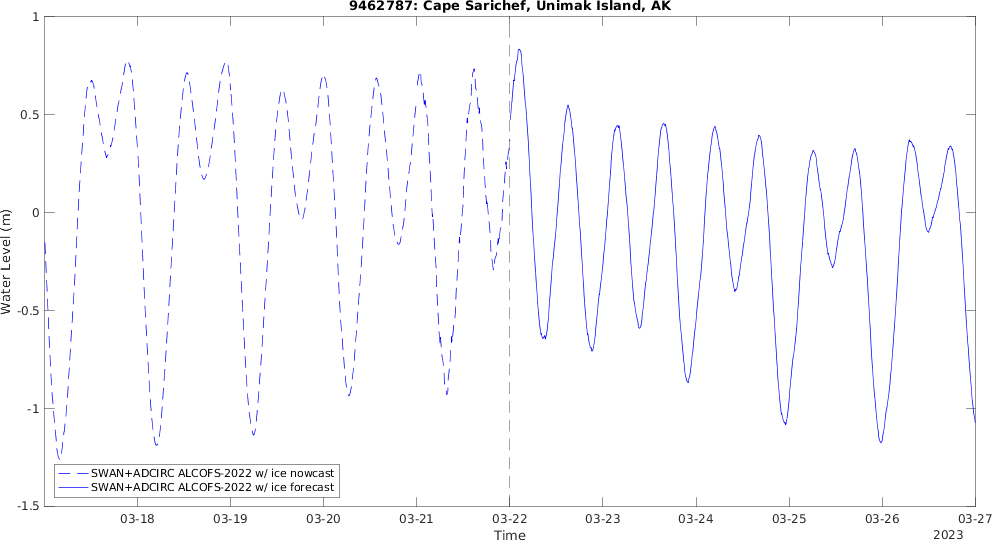 9462787: Cape Sarichef, Unimak Island, AK
1
0.5
0
-0.5
-1
-1.5
Water Level (m)
SWAN+ADCIRC ALCOFS-2022 w/ ice nowcast
SWAN+ADCIRC ALCOFS-2022 w/ ice forecast
03-18 03-19 03-20 03-21 03-22 03-23 03-24 03-25 03-26 03-27
Time
2023